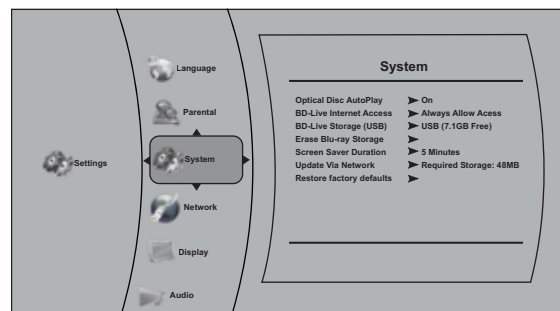 Settings
Language
Parental
System
Network
Display
Audio
System
Optical Disc AutoPlay On
BD-Live Internet Access Always Allow Acess
BD-Live Storage (USB) USB (7.1GB Free)
Erase Blu-ray Storage
Screen Saver Duration 5 Minutes
Update Via Network Required Storage: 48MB
Restore factory defaults